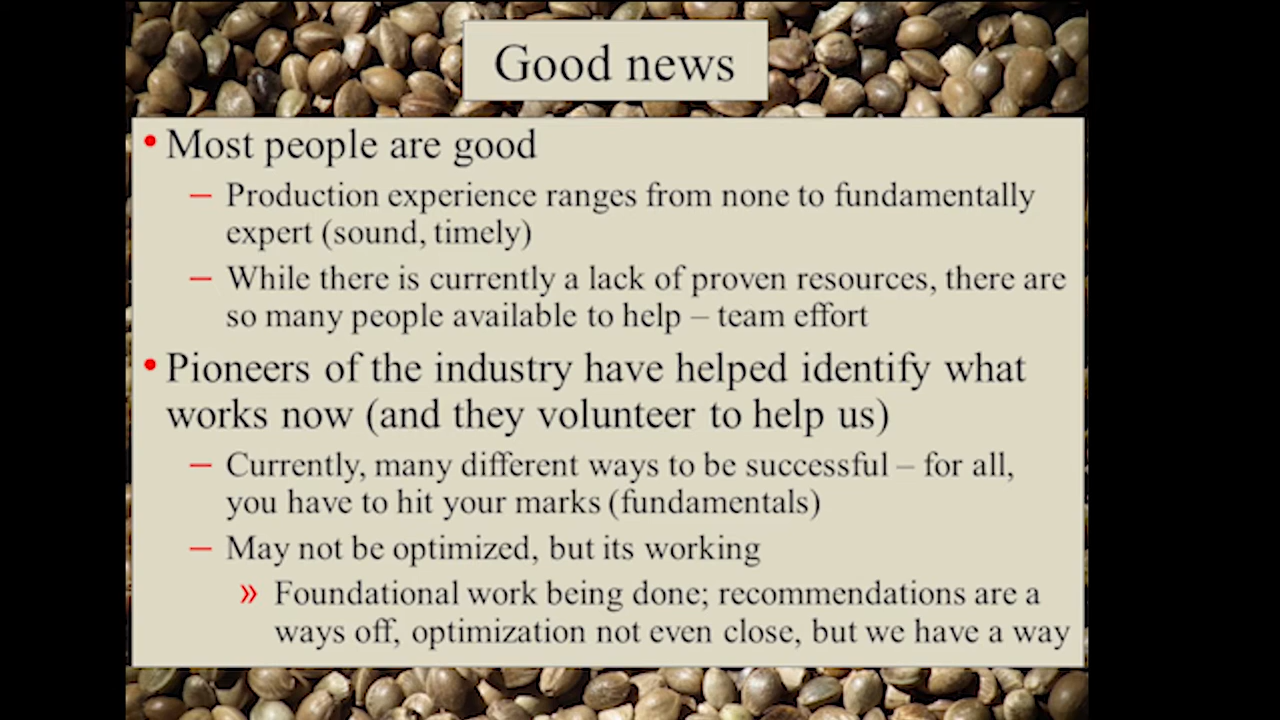 Good news
• Most people are good
– Production experience ranges from none to fundamentally
expert (sound, timely)
– While there is currently a lack of proven resources, there are
so many people available to help – team effort
• Pioneers of the industry have helped identify what
works now (and they volunteer to help us)
– Currently, many different ways to be successful – for all,
you have to hit your marks (fundamentals)
– May not be optimized, but its working
» Foundational work being done; recommendations are a
ways off, optimization not even close, but we have a way